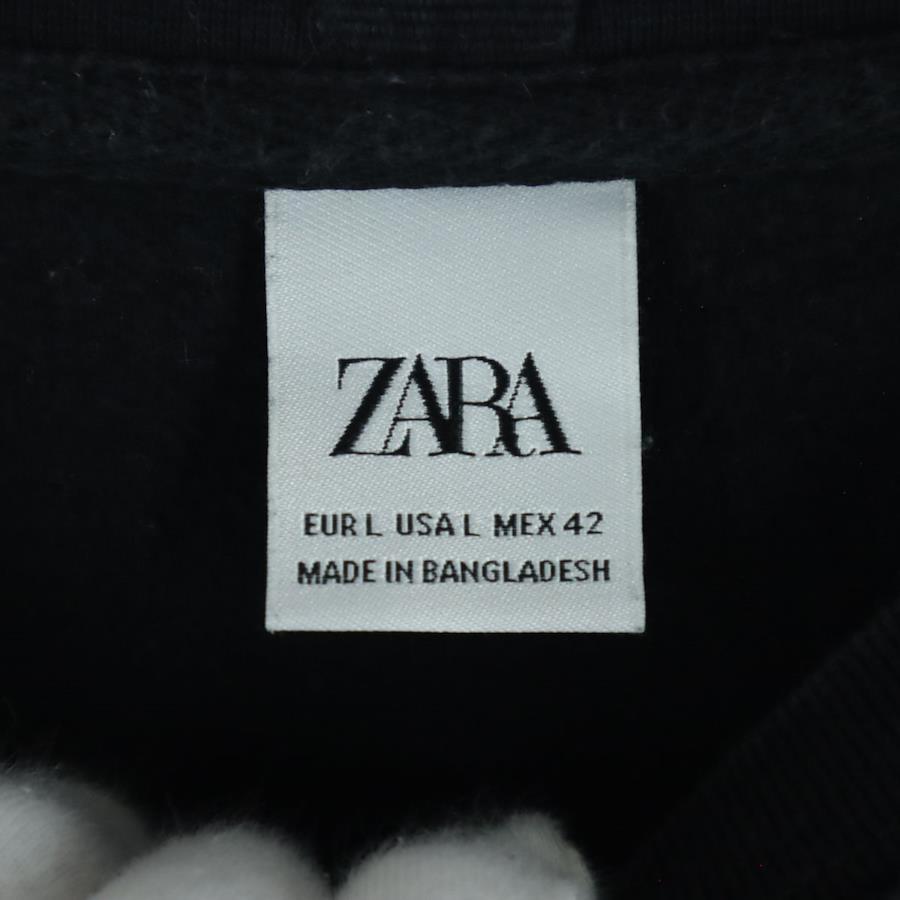 ZARA
EUR L USA L MEX 42
MADE IN BANGLADESH